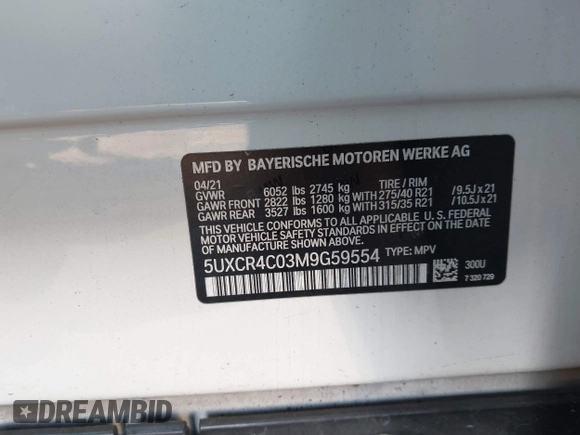 MFD BY BAYERISCHE MOTOREN WERKE AG
04/21
GVWR 6052 lbs 2745 kg TIRE / RIM
GAWR FRONT 2822 lbs 1280 kg WITH 275/40 R21 /9.5J x 21
GAWR REAR 3527 lbs 1600 kg WITH 315/35 R21 /10.5J x 21
THIS VEHICLE CONFORMS TO ALL APPLICABLE U.S. FEDERAL
MOTOR VEHICLE SAFETY STANDARDS IN EFFECT ON THE DATE
OF MANUFACTURE SHOWN ABOVE.
5UXCR4C03M9G59554 TYPE: MPV
300U
7 320 729
DREAMBID